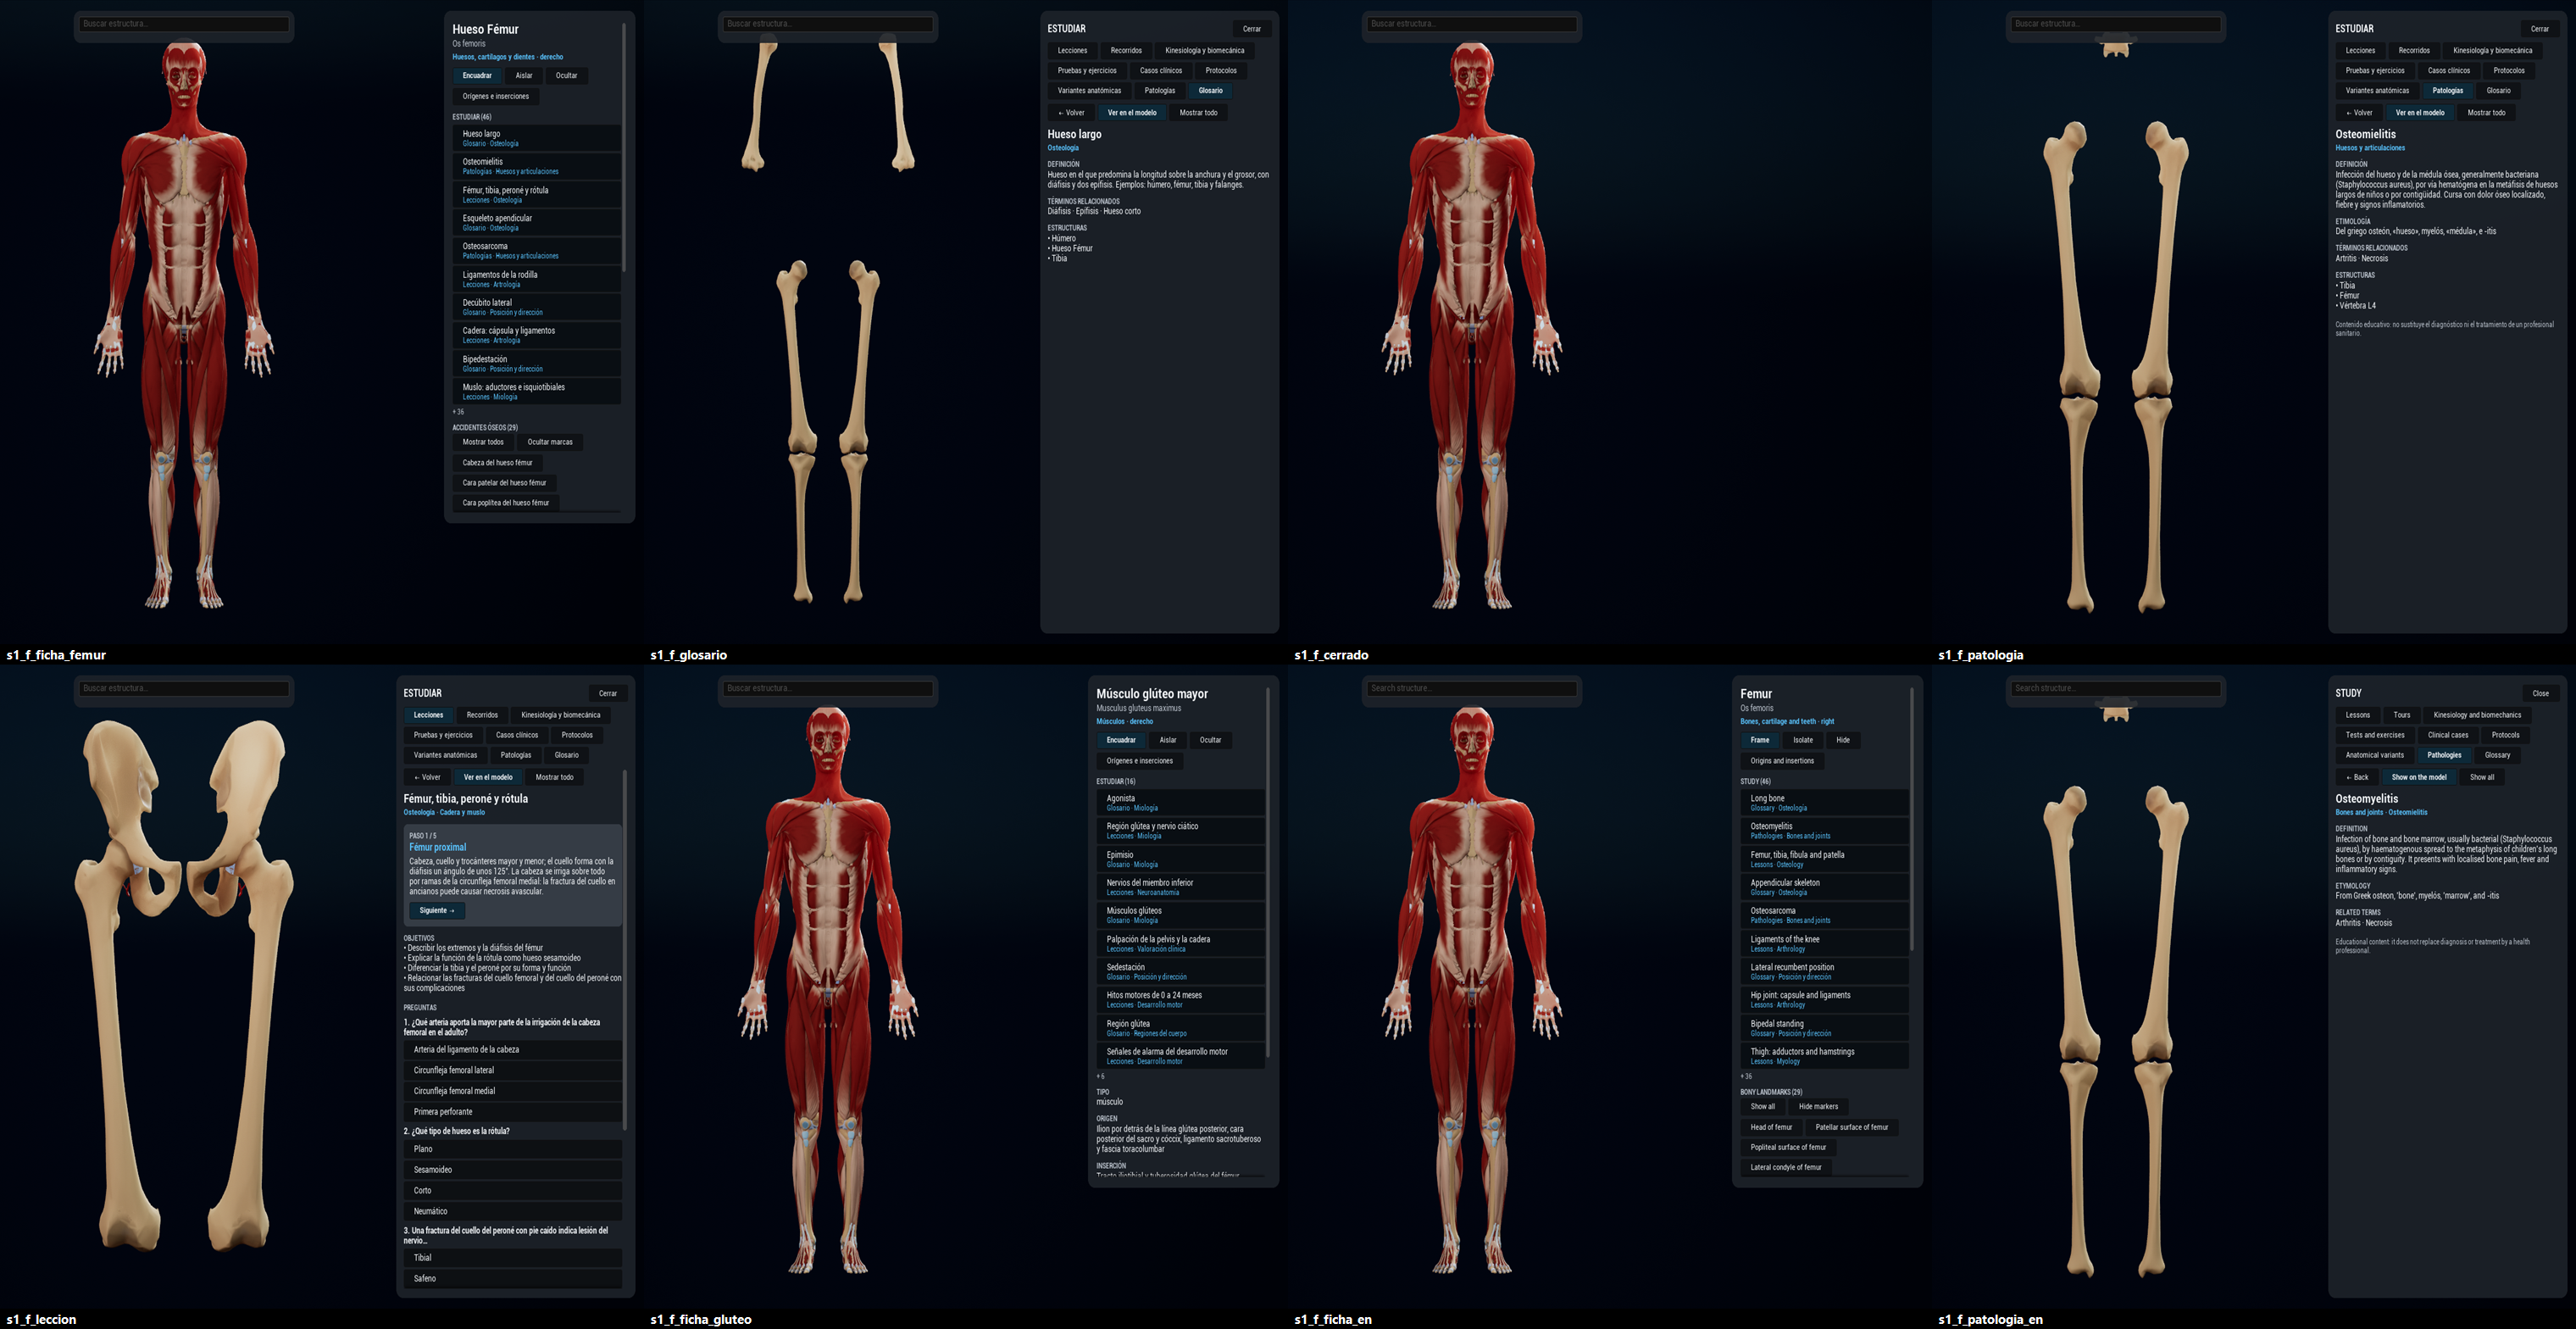 Buscar estructura...
Hueso Fémur
Os femoris
Huesos, cartílagos y dientes · derecho
Encuadrar
Aislar
Ocultar
Orígenes e inserciones
ESTUDIAR (46)
Hueso largo
Glosario · Osteología
Osteomielitis
Patologías · Huesos y articulaciones
Fémur, tibia, peroné y rótula
Lecciones · Osteología
Esqueleto apendicular
Glosario · Osteología
Osteosarcoma
Patologías · Huesos y articulaciones
Ligamentos de la rodilla
Lecciones · Artrología
Decúbito lateral
Glosario · Posición y dirección
Cadera: cápsula y ligamentos
Lecciones · Artrología
Bipedestación
Glosario · Posición y dirección
Muslo: aductores e isquiotibiales
Lecciones · Miología
+ 36
ACCIDENTES ÓSEOS (29)
Mostrar todos
Ocultar marcas
Cabeza del hueso fémur
Cara patelar del hueso fémur
Cara poplítea del hueso fémur
s1_f_ficha_femur
Buscar estructura...
ESTUDIAR
Cerrar
Lecciones
Recorridos
Kinesiología y biomecánica
Pruebas y ejercicios
Casos clínicos
Protocolos
Variantes anatómicas
Patologías
Glosario
← Volver
Ver en el modelo
Mostrar todo
Hueso largo
Osteología
DEFINICIÓN
Hueso en el que predomina la longitud sobre la anchura y el grosor, con
diáfisis y dos epífisis. Ejemplos: húmero, fémur, tibia y falanges.
TÉRMINOS RELACIONADOS
Diáfisis · Epífisis · Hueso corto
ESTRUCTURAS
• Húmero
• Hueso Fémur
• Tibia
s1_f_glosario
Buscar estructura...
s1_f_cerrado
Buscar estructura...
ESTUDIAR
Cerrar
Lecciones
Recorridos
Kinesiología y biomecánica
Pruebas y ejercicios
Casos clínicos
Protocolos
Variantes anatómicas
Patologías
Glosario
← Volver
Ver en el modelo
Mostrar todo
Osteomielitis
Huesos y articulaciones
DEFINICIÓN
Infección del hueso y de la médula ósea, generalmente bacteriana
(Staphylococcus aureus), por vía hematógena en la metáfisis de huesos
largos de niños o por contigüidad. Cursa con dolor óseo localizado,
fiebre y signos inflamatorios.
ETIMOLOGÍA
Del griego osteón, «hueso», myelós, «médula», e -itis
TÉRMINOS RELACIONADOS
Artritis · Necrosis
ESTRUCTURAS
• Tibia
• Fémur
• Vértebra L4
Contenido educativo: no sustituye el diagnóstico ni el tratamiento de un profesional
sanitario.
s1_f_patologia
Buscar estructura...
ESTUDIAR
Cerrar
Lecciones
Recorridos
Kinesiología y biomecánica
Pruebas y ejercicios
Casos clínicos
Protocolos
Variantes anatómicas
Patologías
Glosario
← Volver
Ver en el modelo
Mostrar todo
Fémur, tibia, peroné y rótula
Osteología · Cadera y muslo
PASO 1 / 5
Fémur proximal
Cabeza, cuello y trocánteres mayor y menor; el cuello forma con la
diáfisis un ángulo de unos 125°. La cabeza se irriga sobre todo
por ramas de la circunfleja femoral medial: la fractura del cuello en
ancianos puede causar necrosis avascular.
Siguiente →
OBJETIVOS
• Describir los extremos y la diáfisis del fémur
• Explicar la función de la rótula como hueso sesamoideo
• Diferenciar la tibia y el peroné por su forma y función
• Relacionar las fracturas del cuello femoral y del cuello del peroné con
sus complicaciones
PREGUNTAS
1. ¿Qué arteria aporta la mayor parte de la irrigación de la cabeza
femoral en el adulto?
Arteria del ligamento de la cabeza
Circunfleja femoral lateral
Circunfleja femoral medial
Primera perforante
2. ¿Qué tipo de hueso es la rótula?
Plano
Sesamoideo
Corto
Neumático
3. Una fractura del cuello del peroné con pie caído indica lesión del
nervio...
Tibial
Safeno
s1_f_leccion
Buscar estructura...
Músculo glúteo mayor
Musculus gluteus maximus
Músculos · derecho
Encuadrar
Aislar
Ocultar
Orígenes e inserciones
ESTUDIAR (16)
Agonista
Glosario · Miología
Región glútea y nervio ciático
Lecciones · Miología
Epimisio
Glosario · Miología
Nervios del miembro inferior
Lecciones · Neuroanatomía
Músculos glúteos
Glosario · Miología
Palpación de la pelvis y la cadera
Lecciones · Valoración clínica
Sedestación
Glosario · Posición y dirección
Hitos motores de 0 a 24 meses
Lecciones · Desarrollo motor
Región glútea
Glosario · Regiones del cuerpo
Señales de alarma del desarrollo motor
Lecciones · Desarrollo motor
+ 6
TIPO
músculo
ORIGEN
Ilion por detrás de la línea glútea posterior, cara
posterior del sacro y cóccix, ligamento sacrotuberoso
y fascia toracolumbar
INSERCIÓN
Tracto iliotibial y tuberosidad glútea del fémur
s1_f_ficha_gluteo
Search structure...
Femur
Os femoris
Bones, cartilage and teeth · right
Frame
Isolate
Hide
Origins and insertions
STUDY (46)
Long bone
Glossary · Osteología
Osteomyelitis
Pathologies · Bones and joints
Femur, tibia, fibula and patella
Lessons · Osteology
Appendicular skeleton
Glossary · Osteología
Osteosarcoma
Pathologies · Bones and joints
Ligaments of the knee
Lessons · Arthrology
Lateral recumbent position
Glossary · Posición y dirección
Hip joint: capsule and ligaments
Lessons · Arthrology
Bipedal standing
Glossary · Posición y dirección
Thigh: adductors and hamstrings
Lessons · Myology
+ 36
BONY LANDMARKS (29)
Show all
Hide markers
Head of femur
Patellar surface of femur
Popliteal surface of femur
Lateral condyle of femur
s1_f_ficha_en
Search structure...
STUDY
Close
Lessons
Tours
Kinesiology and biomechanics
Tests and exercises
Clinical cases
Protocols
Anatomical variants
Pathologies
Glossary
← Back
Show on the model
Show all
Osteomyelitis
Bones and joints · Osteomielitis
DEFINITION
Infection of bone and bone marrow, usually bacterial (Staphylococcus
aureus), by haematogenous spread to the metaphysis of children's long
bones or by contiguity. It presents with localised bone pain, fever and
inflammatory signs.
ETYMOLOGY
From Greek osteon, 'bone', myelós, 'marrow', and -itis
RELATED TERMS
Arthritis · Necrosis
Educational content: it does not replace diagnosis or treatment by a health
professional.
s1_f_patologia_en